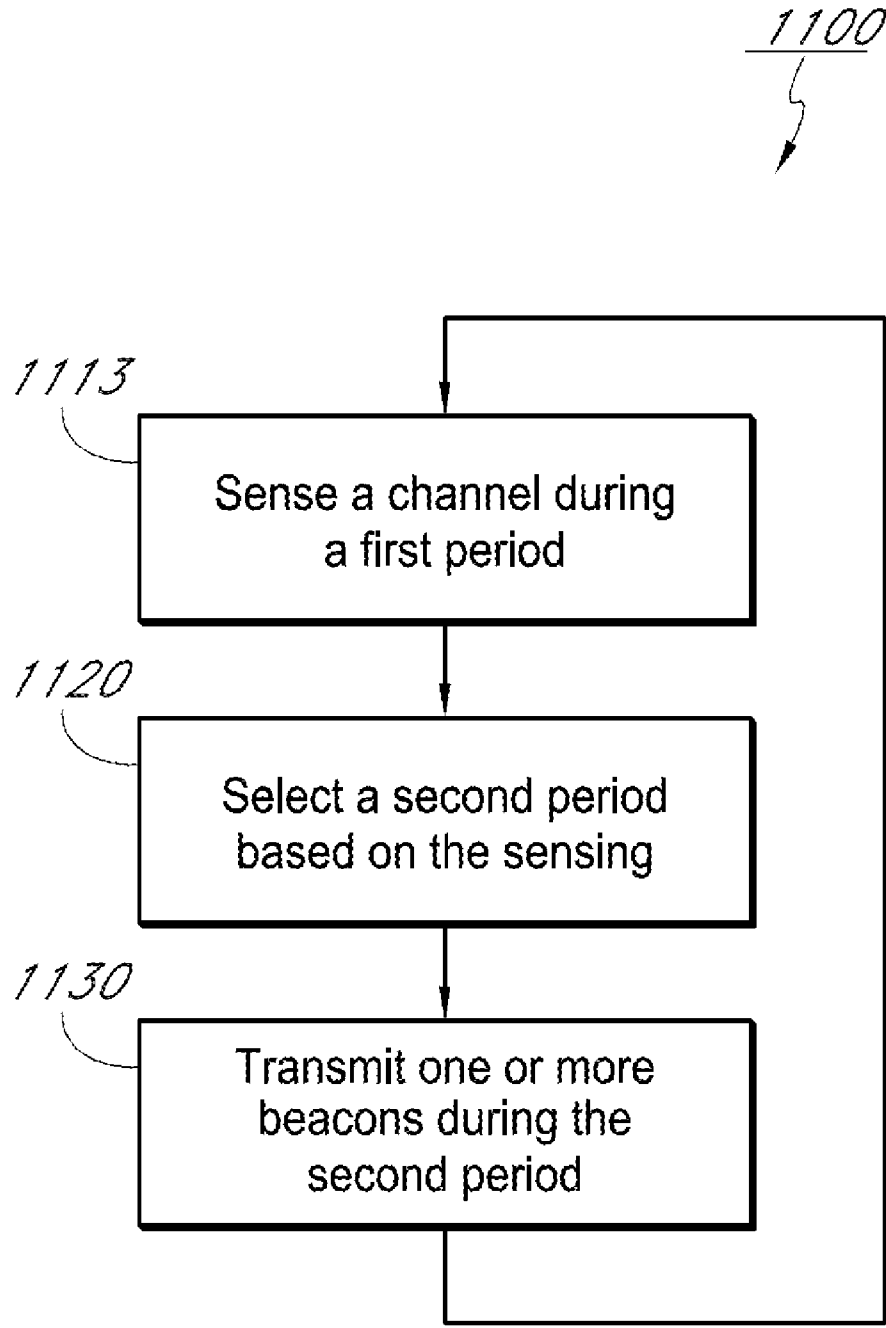 1100
1113
Sense a channel during
a first period
1120
Select a second period
based on the sensing
1130
Transmit one or more
beacons during the
second period